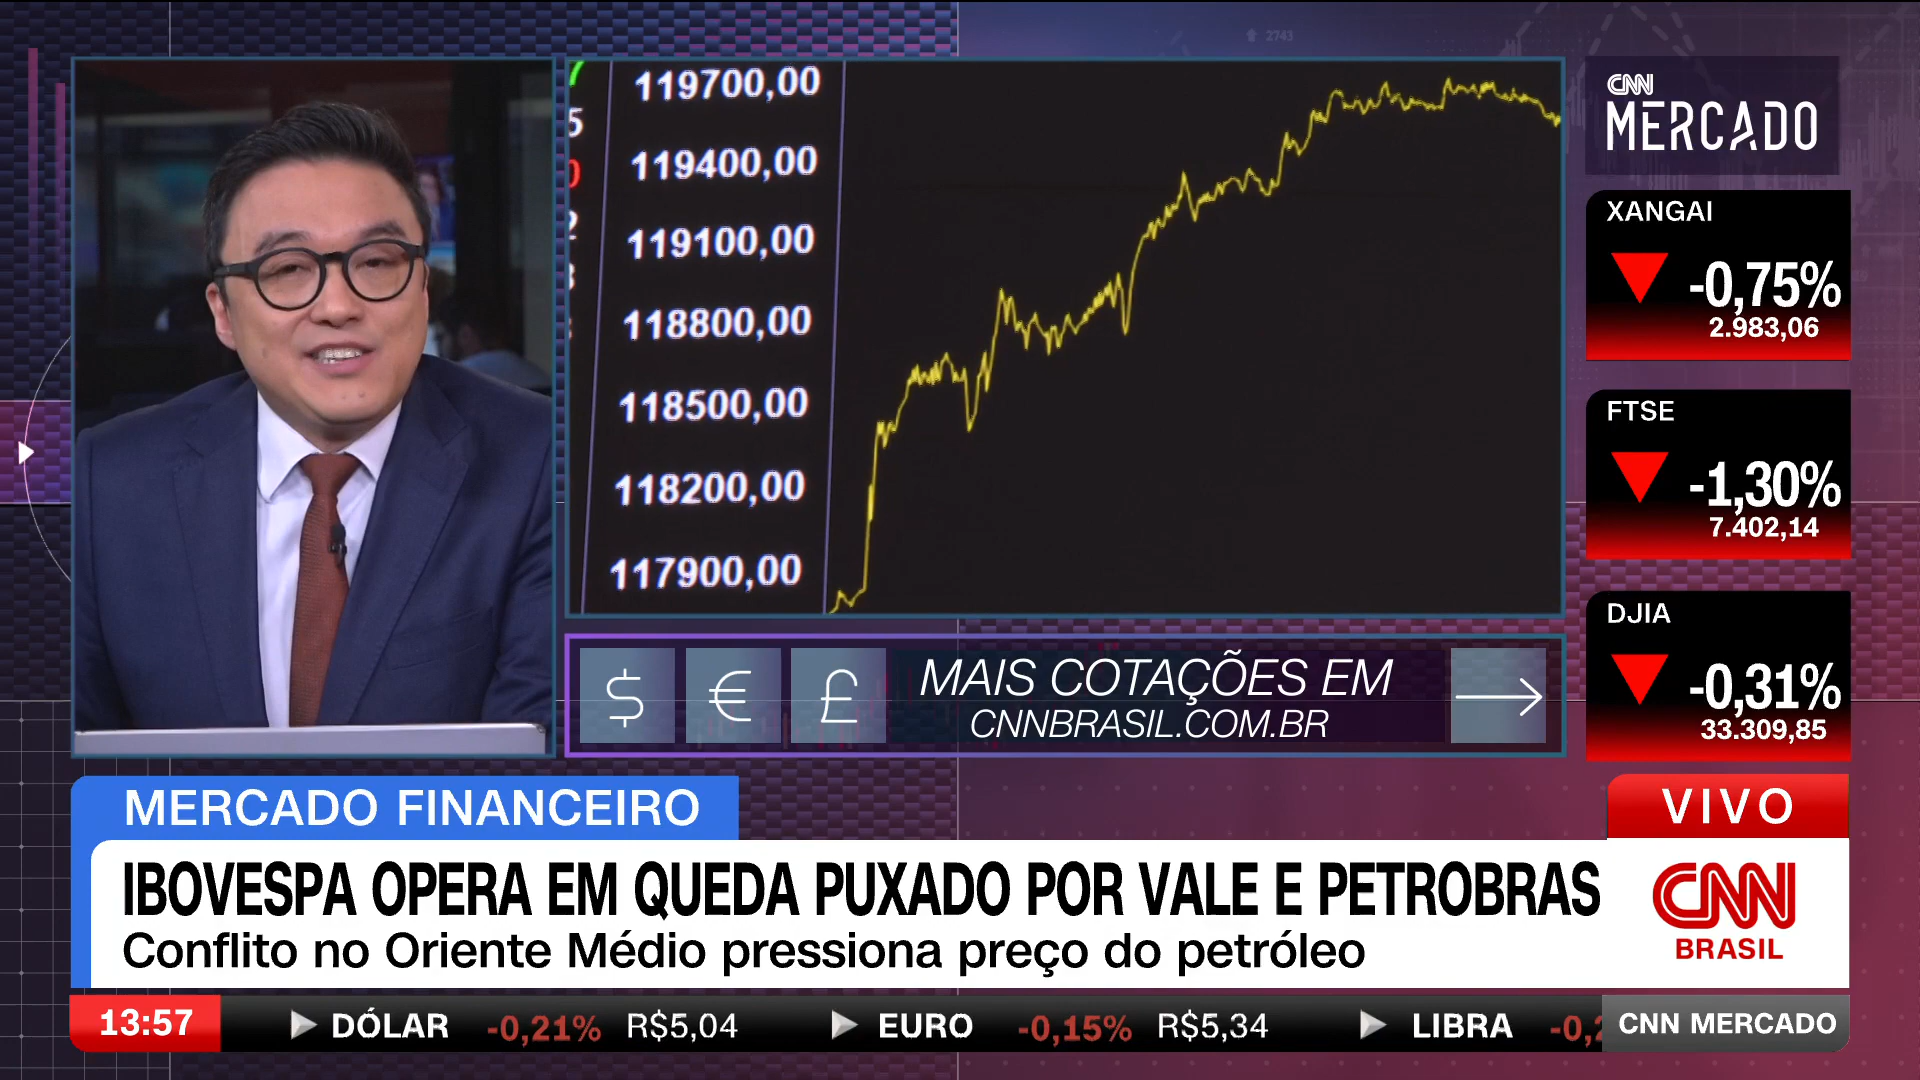 2743
119700,00
119400,00
119100,00
118800,00
118500,00
118200,00
117900,00
CNN
MERCADO
XANGAI
-0,75%
2.983,06
FTSE
-1,30%
7.402,14
DJIA
-0,31%
33.309,85
$ € £
MAIS COTAÇÕES EM
CNNBRASIL.COM.BR
MERCADO FINANCEIRO
VIVO
IBOVESPA OPERA EM QUEDA PUXADO POR VALE E PETROBRAS
Conflito no Oriente Médio pressiona preço do petróleo
CNN
BRASIL
13:57
DÓLAR -0,21% R$5,04
EURO -0,15% R$5,34
LIBRA
CNN MERCADO